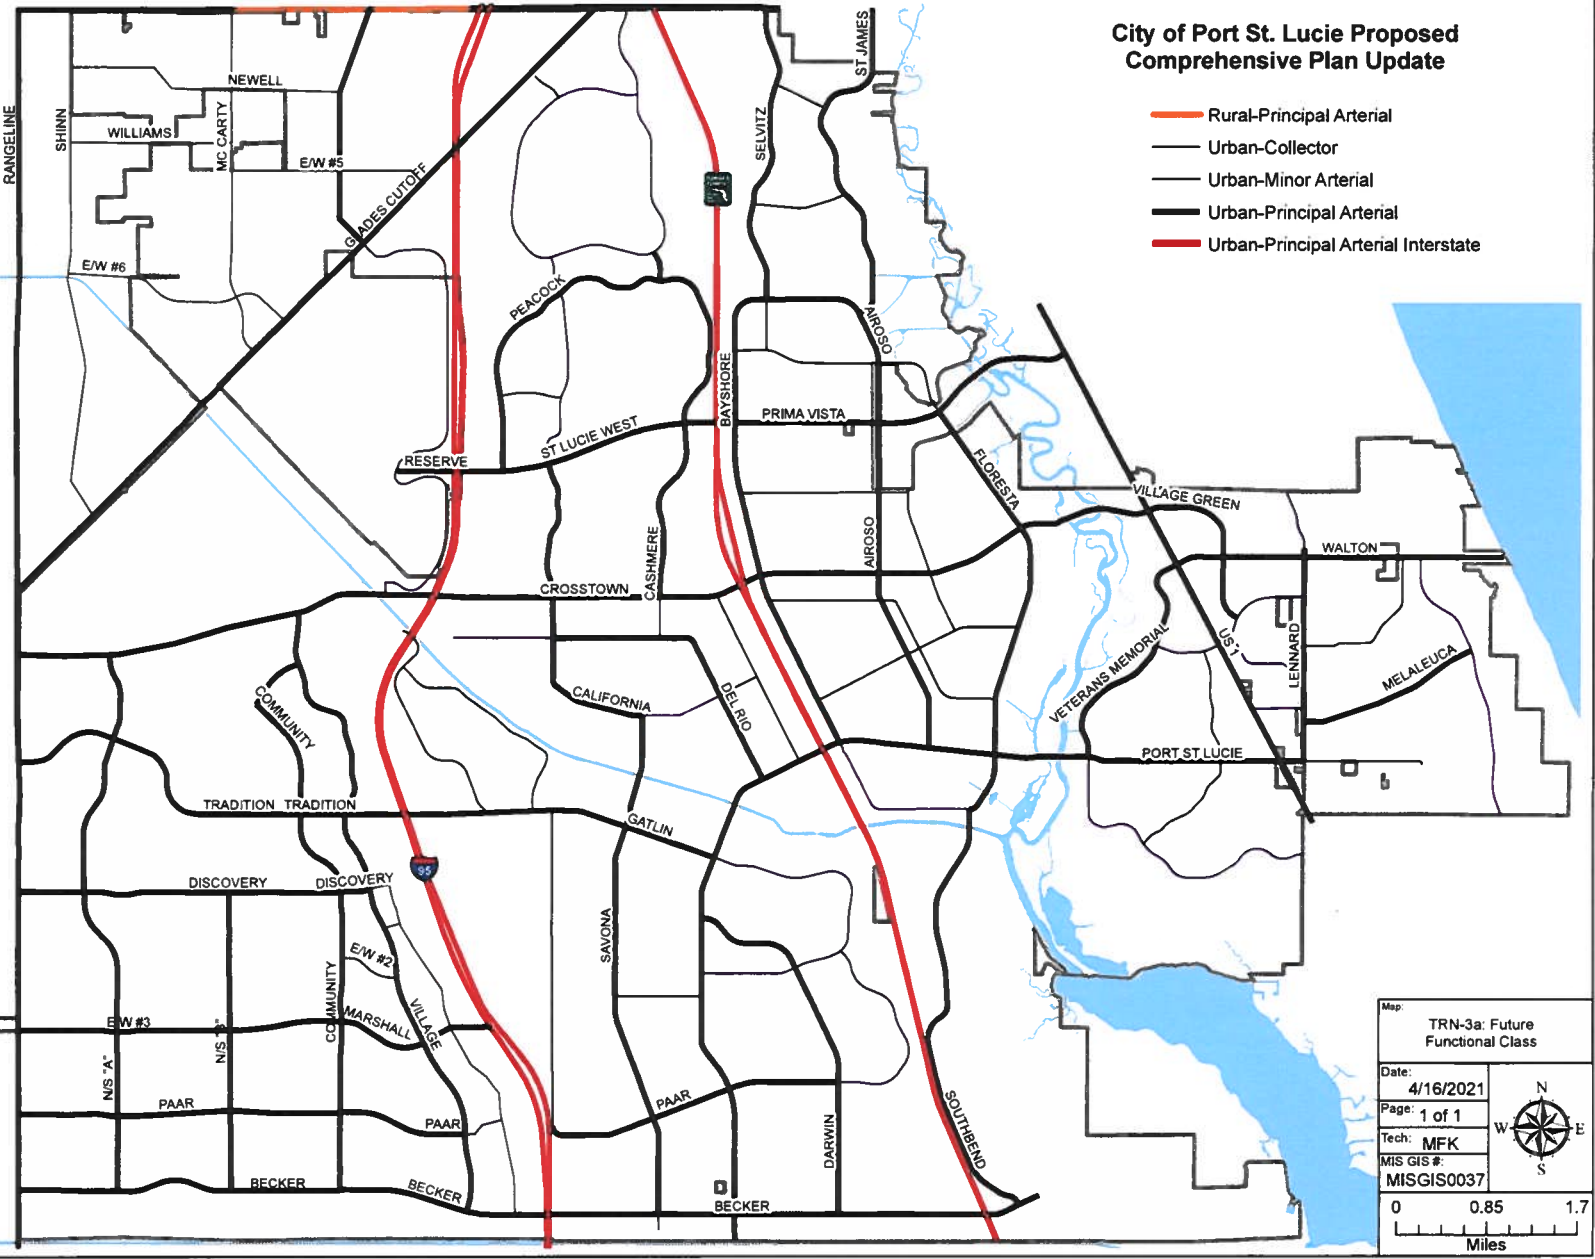 City of Port St. Lucie Proposed
Comprehensive Plan Update
Rural-Principal Arterial
Urban-Collector
Urban-Minor Arterial
Urban-Principal Arterial
Urban-Principal Arterial Interstate
ST JAMES
NEWELL
RANGELINE
SHINN
WILLIAMS
MC CARTY
E/W #5
SELVITZ
GLADES CUTOFF
E/W #6
PEACOCK
AIROSO
BAYSHORE
PRIMA VISTA
ST LUCIE WEST
RESERVE
FLORESTA
VILLAGE GREEN
AIROSO
CASHMERE
WALTON
CROSSTOWN
US 1
LENNARD
VETERANS MEMORIAL
MELALEUCA
COMMUNITY
CALIFORNIA
DEL RIO
PORT ST LUCIE
TRADITION
TRADITION
GATLIN
95
DISCOVERY
DISCOVERY
SAVONA
E/W #2
COMMUNITY
VILLAGE
MARSHALL
E/W #3
N/S "B"
N/S "A"
PAAR
PAAR
PAAR
DARWIN
SOUTHBEND
BECKER
BECKER
BECKER
Map:
TRN-3a: Future
Functional Class
Date:
4/16/2021
Page: 1 of 1
Tech: MFK
MIS GIS #:
MISGIS0037
N
W E
S
0 0.85 1.7
Miles